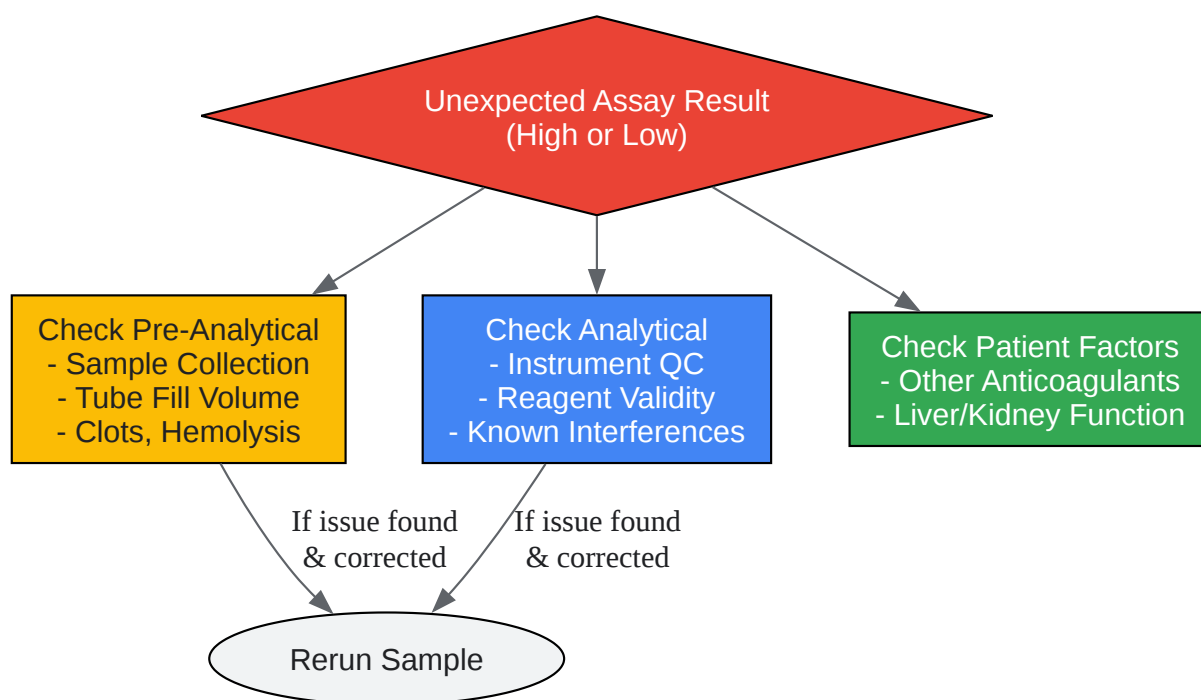 Unexpected Assay Result
(High or Low)
Check Pre-Analytical
- Sample Collection
- Tube Fill Volume
- Clots, Hemolysis
Check Analytical
- Instrument QC
- Reagent Validity
- Known Interferences
Check Patient Factors
- Other Anticoagulants
- Liver/Kidney Function
If issue found
& corrected
If issue found
& corrected
Rerun Sample